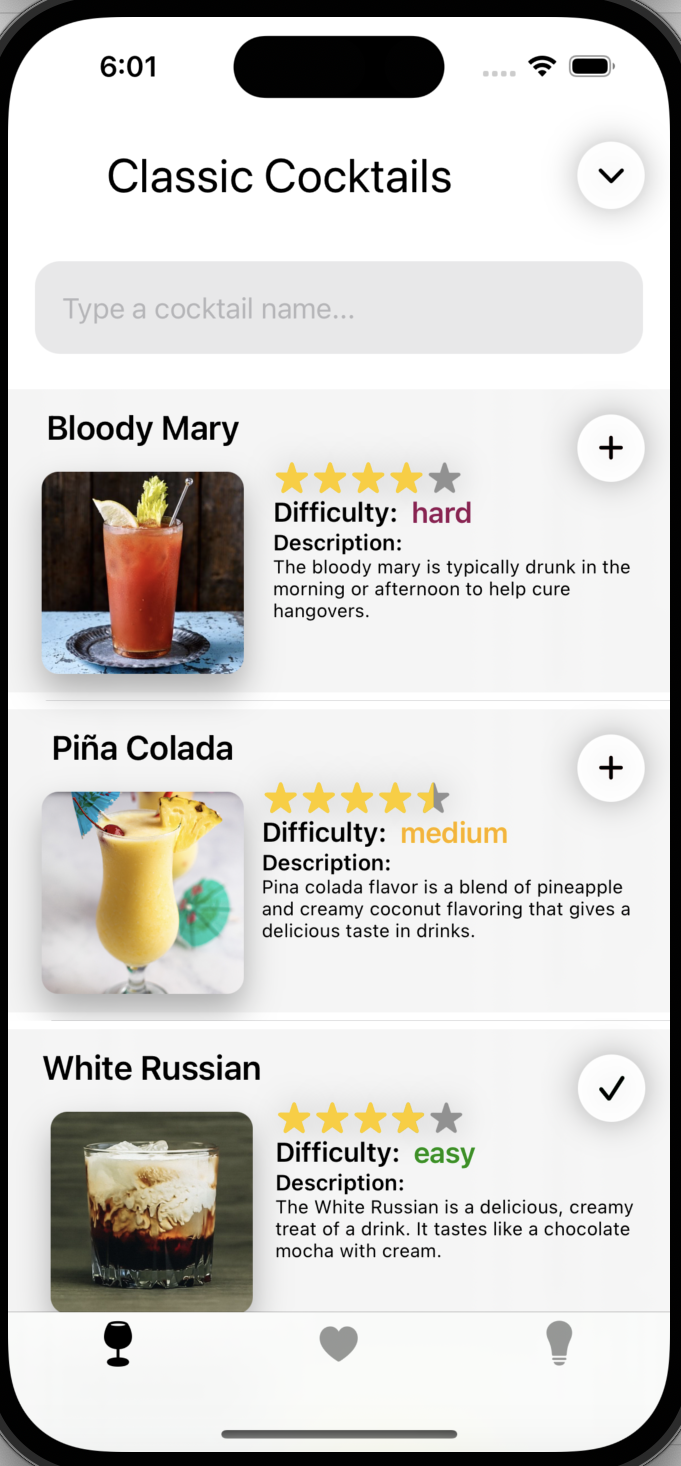 6:01
Classic Cocktails
Type a cocktail name...
Bloody Mary
Difficulty: hard
Description:
The bloody mary is typically drunk in the
morning or afternoon to help cure
hangovers.
Piña Colada
Difficulty: medium
Description:
Pina colada flavor is a blend of pineapple
and creamy coconut flavoring that gives a
delicious taste in drinks.
White Russian
Difficulty: easy
Description:
The White Russian is a delicious, creamy
treat of a drink. It tastes like a chocolate
mocha with cream.